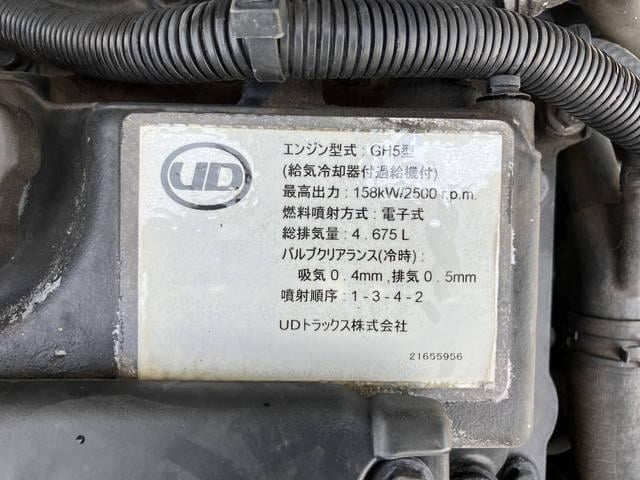 UD
エンジン型式 : GH5型
(給気冷却器付過給機付)
最高出力 : 158kW/2500 r.p.m.
燃料噴射方式 : 電子式
総排気量 : 4.675L
バルブクリアランス(冷時) :
吸気0.4mm ,排気0.5mm
噴射順序 : 1-3-4-2
UDトラックス株式会社
21655956